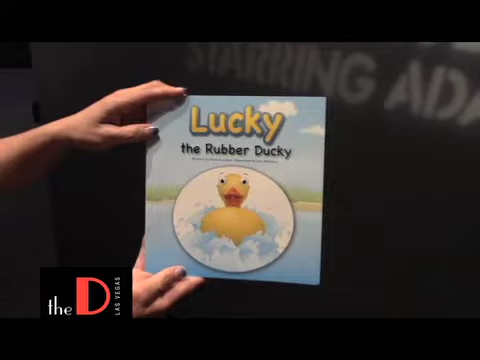 STARRING ADA
Lucky
the Rubber Ducky
the D
LAS VEGAS